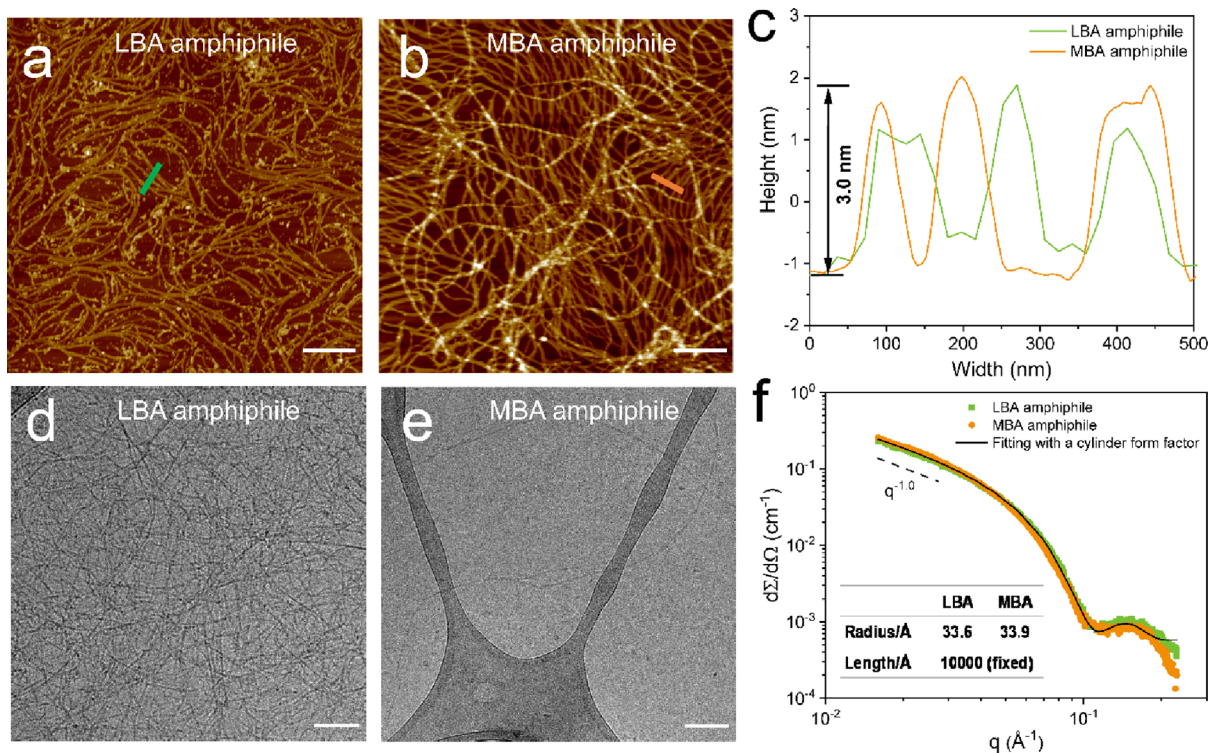 a
LBA amphiphile
b
MBA amphiphile
c
LBA amphiphile
MBA amphiphile
3.0 nm
Height (nm)
3
2
1
0
-1
-2
0 100 200 300 400 500
Width (nm)
d
LBA amphiphile
e
MBA amphiphile
f
LBA amphiphile
MBA amphiphile
Fitting with a cylinder form factor
q⁻¹·⁰
dΣ/dΩ (cm⁻¹)
10⁰
10⁻¹
10⁻²
10⁻³
10⁻⁴
LBA MBA
Radius/Å 33.6 33.9
Length/Å 10000 (fixed)
10⁻² 10⁻¹
q (Å⁻¹)